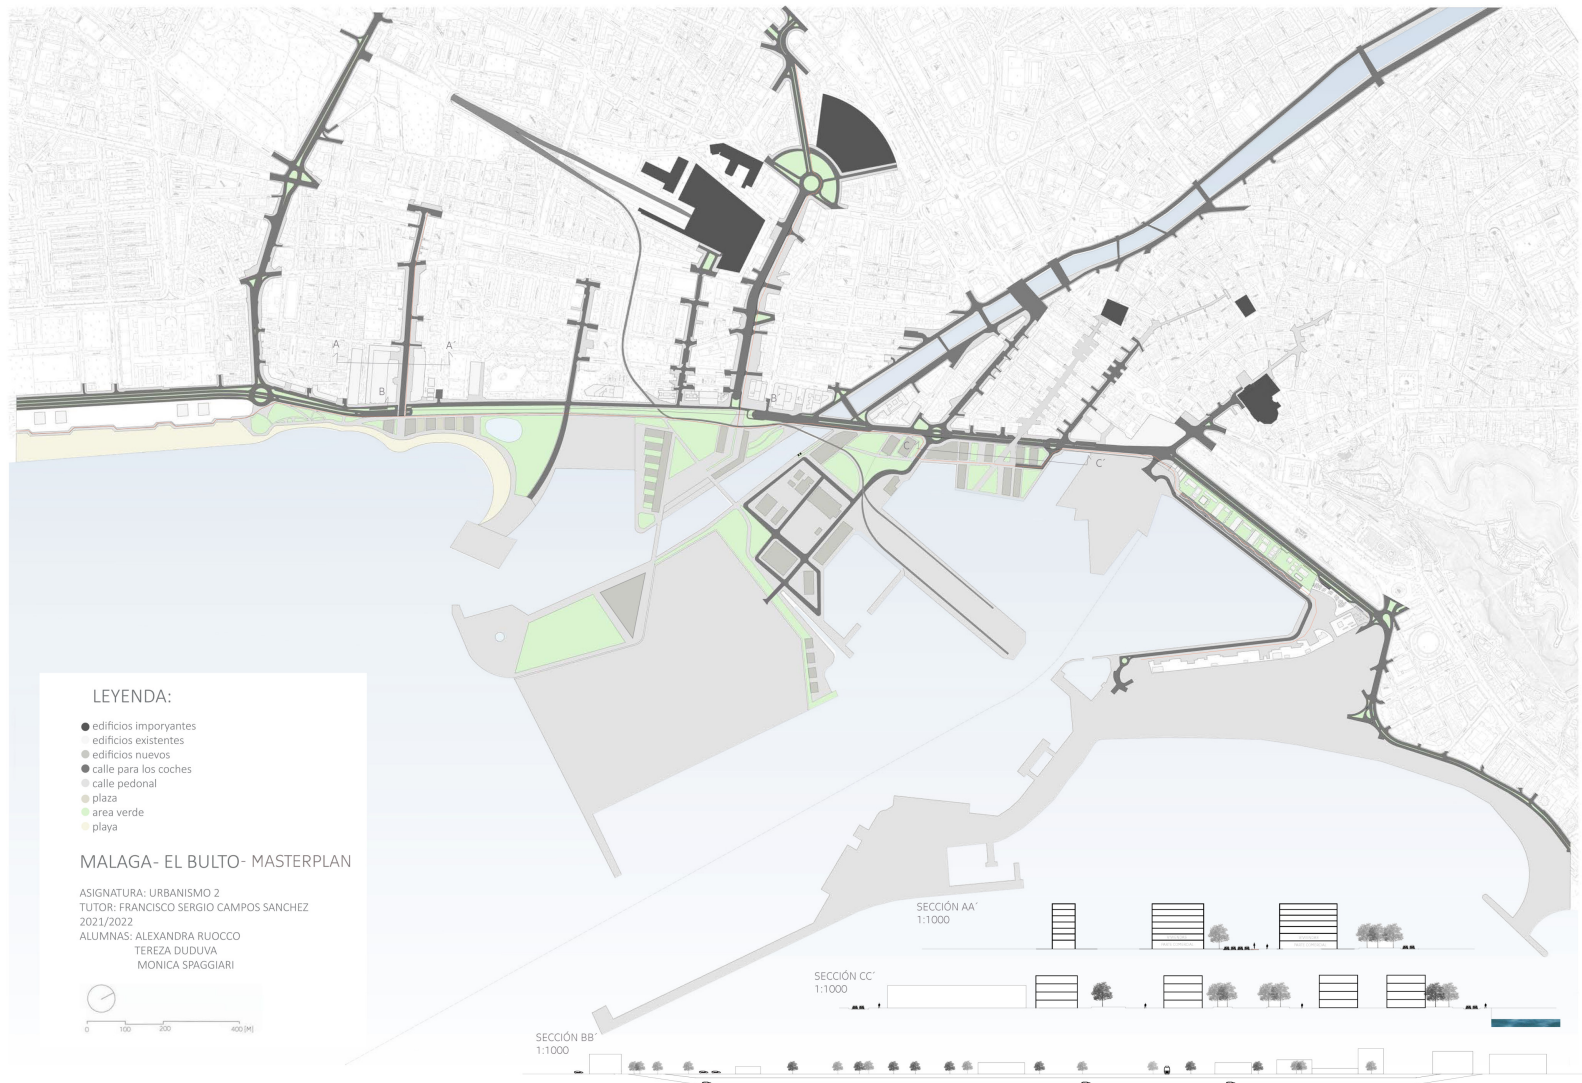 A
A´
B
B´
C
C´
LEYENDA:
edificios imporyantes
edificios existentes
edificios nuevos
calle para los coches
calle pedonal
plaza
area verde
playa
MALAGA- EL BULTO- MASTERPLAN
ASIGNATURA: URBANISMO 2
TUTOR: FRANCISCO SERGIO CAMPOS SANCHEZ
2021/2022
ALUMNAS: ALEXANDRA RUOCCO
TEREZA DUDUVA
MONICA SPAGGIARI
0 100 200 400 (M)
SECCIÓN AA´
1:1000
SECCIÓN CC´
1:1000
SECCIÓN BB´
1:1000